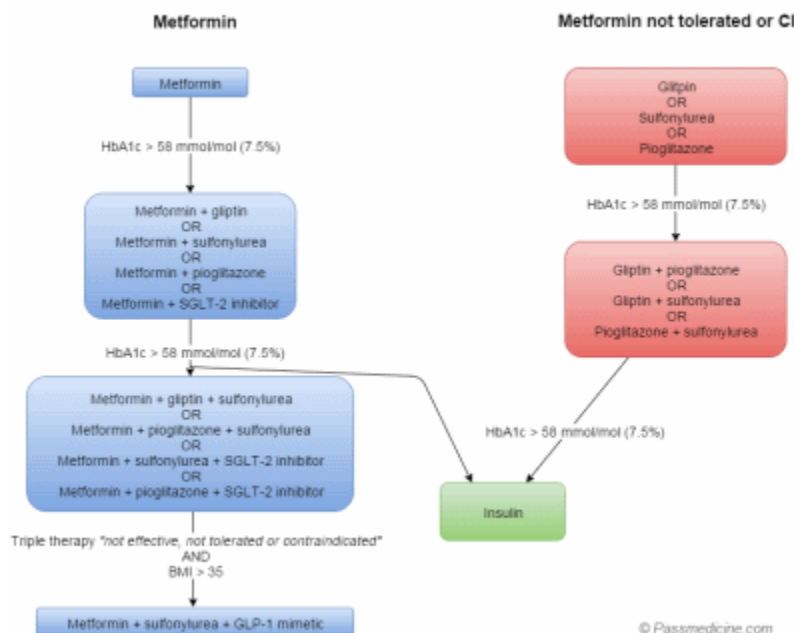 Metformin
Metformin
HbA1c > 58 mmol/mol (7.5%)
Metformin + gliptin
OR
Metformin + sulfonylurea
OR
Metformin + pioglitazone
OR
Metformin + SGLT-2 inhibitor
HbA1c > 58 mmol/mol (7.5%)
Metformin + gliptin + sulfonylurea
OR
Metformin + pioglitazone + sulfonylurea
OR
Metformin + sulfonylurea + SGLT-2 inhibitor
OR
Metformin + pioglitazone + SGLT-2 inhibitor
Triple therapy "not effective, not tolerated or contraindicated"
AND
BMI > 35
Metformin + sulfonylurea + GLP-1 mimetic
Metformin not tolerated or CI
Glitpin
OR
Sulfonylurea
OR
Pioglitazone
HbA1c > 58 mmol/mol (7.5%)
Gliptin + pioglitazone
OR
Gliptin + sulfonylurea
OR
Pioglitazone + sulfonylurea
HbA1c > 58 mmol/mol (7.5%)
Insulin
© Passmedicine.com